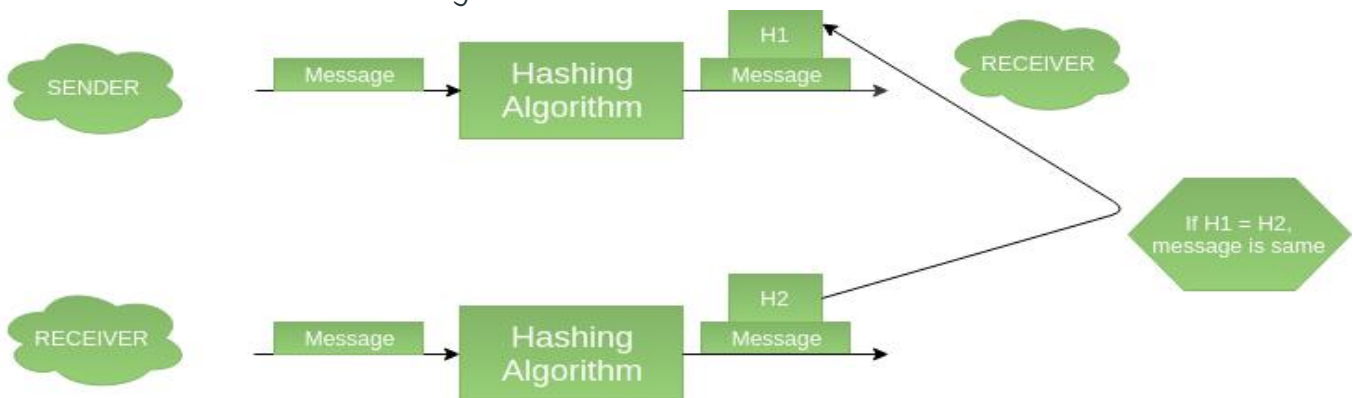 H1
SENDER
Message
Hashing
Algorithm
Message
RECEIVER
If H1 = H2,
message is same
H2
RECEIVER
Message
Hashing
Algorithm
Message